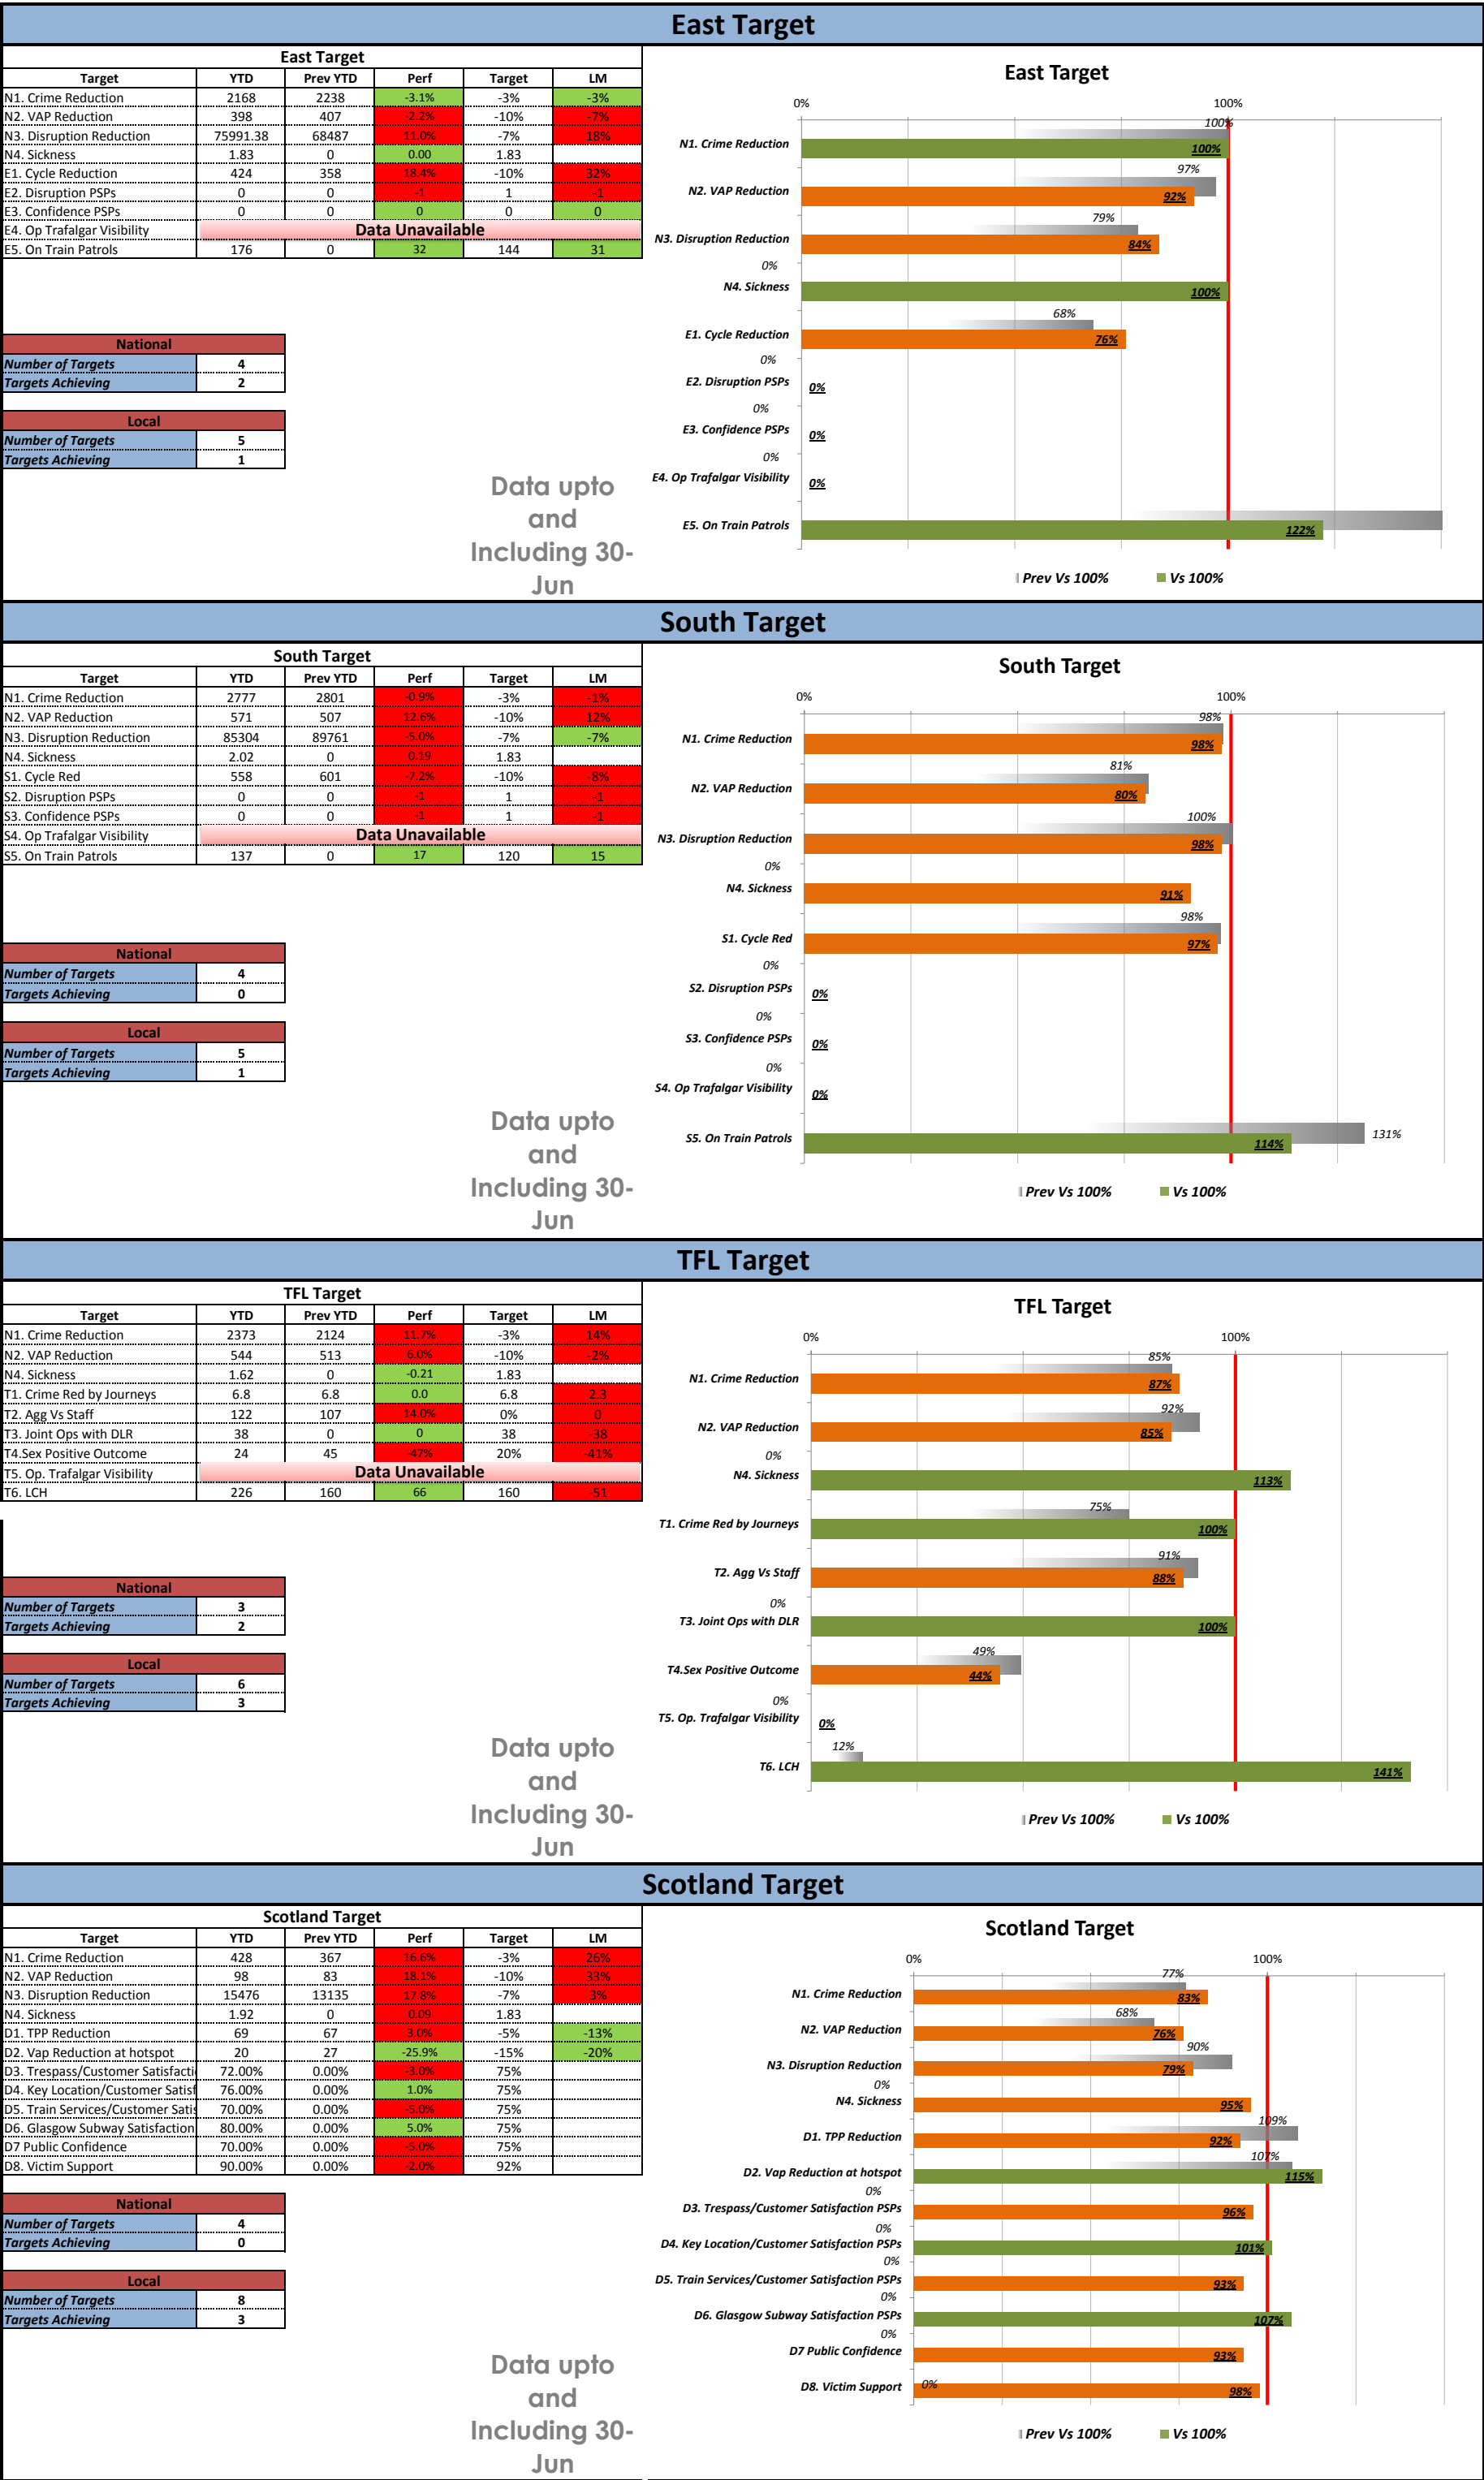 East Target
East Target
Target YTD Prev YTD Perf Target LM
N1. Crime Reduction 2168 2238 -3.1% -3% -3%
N2. VAP Reduction 398 407 -2.2% -10% -7%
N3. Disruption Reduction 75991.38 68487 11.0% -7% 18%
N4. Sickness 1.83 0 0.00 1.83
E1. Cycle Reduction 424 358 18.4% -10% 32%
E2. Disruption PSPs 0 0 -1 1 -1
E3. Confidence PSPs 0 0 0 0 0
E4. Op Trafalgar Visibility Data Unavailable
E5. On Train Patrols 176 0 32 144 31
National
Number of Targets 4
Targets Achieving 2
Local
Number of Targets 5
Targets Achieving 1
Data upto
and
Including 30-
Jun
East Target
0% 100%
100%
N1. Crime Reduction 100%
97%
N2. VAP Reduction 92%
79%
N3. Disruption Reduction 84%
0%
N4. Sickness 100%
68%
E1. Cycle Reduction 76%
0%
E2. Disruption PSPs 0%
0%
E3. Confidence PSPs 0%
0%
E4. Op Trafalgar Visibility 0%
E5. On Train Patrols 122%
Prev Vs 100% Vs 100%
South Target
South Target
Target YTD Prev YTD Perf Target LM
N1. Crime Reduction 2777 2801 -0.9% -3% -1%
N2. VAP Reduction 571 507 12.6% -10% 12%
N3. Disruption Reduction 85304 89761 -5.0% -7% -7%
N4. Sickness 2.02 0 0.19 1.83
S1. Cycle Red 558 601 -7.2% -10% -8%
S2. Disruption PSPs 0 0 -1 1 -1
S3. Confidence PSPs 0 0 -1 1 -1
S4. Op Trafalgar Visibility Data Unavailable
S5. On Train Patrols 137 0 17 120 15
National
Number of Targets 4
Targets Achieving 0
Local
Number of Targets 5
Targets Achieving 1
Data upto
and
Including 30-
Jun
South Target
0% 100%
98%
N1. Crime Reduction 98%
81%
N2. VAP Reduction 80%
100%
N3. Disruption Reduction 98%
0%
N4. Sickness 91%
98%
S1. Cycle Red 97%
0%
S2. Disruption PSPs 0%
0%
S3. Confidence PSPs 0%
0%
S4. Op Trafalgar Visibility 0%
S5. On Train Patrols 114% 131%
Prev Vs 100% Vs 100%
TFL Target
TFL Target
Target YTD Prev YTD Perf Target LM
N1. Crime Reduction 2373 2124 11.7% -3% 14%
N2. VAP Reduction 544 513 6.0% -10% -2%
N4. Sickness 1.62 0 -0.21 1.83
T1. Crime Red by Journeys 6.8 6.8 0.0 6.8 2.3
T2. Agg Vs Staff 122 107 14.0% 0% 0
T3. Joint Ops with DLR 38 0 0 38 -38
T4.Sex Positive Outcome 24 45 -47% 20% -41%
T5. Op. Trafalgar Visibility Data Unavailable
T6. LCH 226 160 66 160 -51
National
Number of Targets 3
Targets Achieving 2
Local
Number of Targets 6
Targets Achieving 3
Data upto
and
Including 30-
Jun
TFL Target
0% 100%
85%
N1. Crime Reduction 87%
92%
N2. VAP Reduction 85%
0%
N4. Sickness 113%
75%
T1. Crime Red by Journeys 100%
91%
T2. Agg Vs Staff 88%
0%
T3. Joint Ops with DLR 100%
49%
T4.Sex Positive Outcome 44%
0%
T5. Op. Trafalgar Visibility 0%
12%
T6. LCH 141%
Prev Vs 100% Vs 100%
Scotland Target
Scotland Target
Target YTD Prev YTD Perf Target LM
N1. Crime Reduction 428 367 16.6% -3% 26%
N2. VAP Reduction 98 83 18.1% -10% 33%
N3. Disruption Reduction 15476 13135 17.8% -7% 3%
N4. Sickness 1.92 0 0.09 1.83
D1. TPP Reduction 69 67 3.0% -5% -13%
D2. Vap Reduction at hotspot 20 27 -25.9% -15% -20%
D3. Trespass/Customer Satisfacti 72.00% 0.00% -3.0% 75%
D4. Key Location/Customer Satisf 76.00% 0.00% 1.0% 75%
D5. Train Services/Customer Satis 70.00% 0.00% -5.0% 75%
D6. Glasgow Subway Satisfaction 80.00% 0.00% 5.0% 75%
D7 Public Confidence 70.00% 0.00% -5.0% 75%
D8. Victim Support 90.00% 0.00% -2.0% 92%
National
Number of Targets 4
Targets Achieving 0
Local
Number of Targets 8
Targets Achieving 3
Data upto
and
Including 30-
Jun
Scotland Target
0% 100%
77%
N1. Crime Reduction 83%
68%
N2. VAP Reduction 76%
90%
N3. Disruption Reduction 79%
0%
N4. Sickness 95%
109%
D1. TPP Reduction 92%
107%
D2. Vap Reduction at hotspot 115%
0%
D3. Trespass/Customer Satisfaction PSPs 96%
0%
D4. Key Location/Customer Satisfaction PSPs 101%
0%
D5. Train Services/Customer Satisfaction PSPs 93%
0%
D6. Glasgow Subway Satisfaction PSPs 107%
0%
D7 Public Confidence 93%
0%
D8. Victim Support 98%
Prev Vs 100% Vs 100%